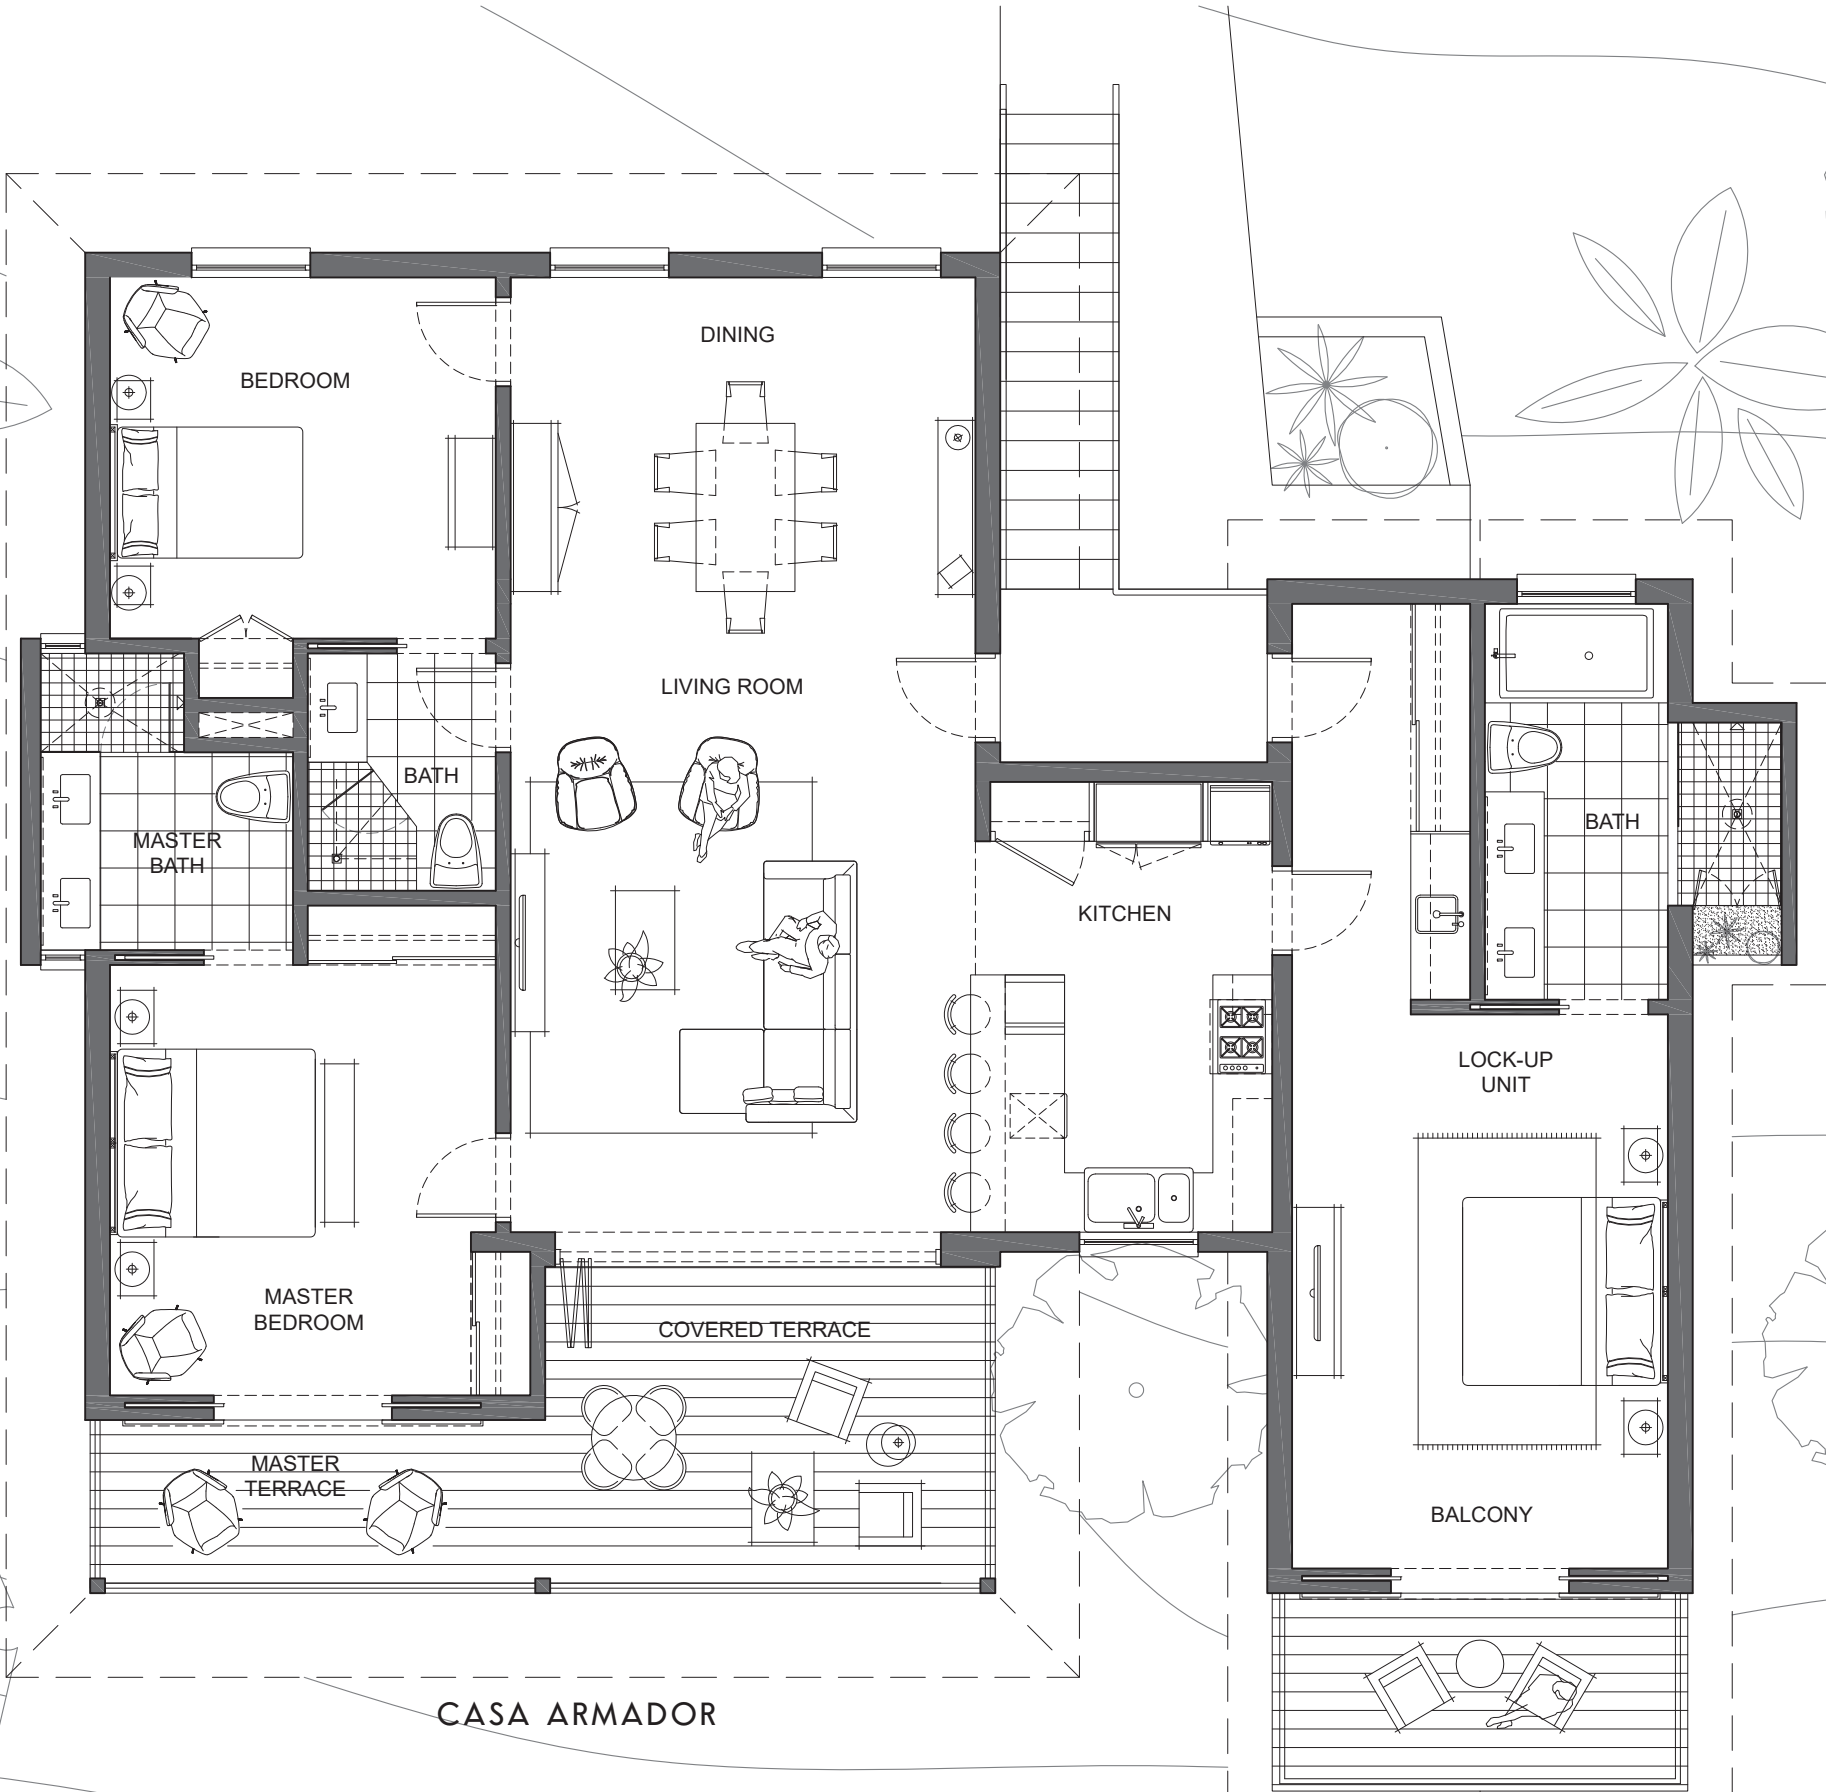 DINING
BEDROOM
LIVING ROOM
BATH
MASTER
BATH
BATH
KITCHEN
LOCK-UP
UNIT
MASTER
BEDROOM
COVERED TERRACE
MASTER
TERRACE
BALCONY
CASA ARMADOR